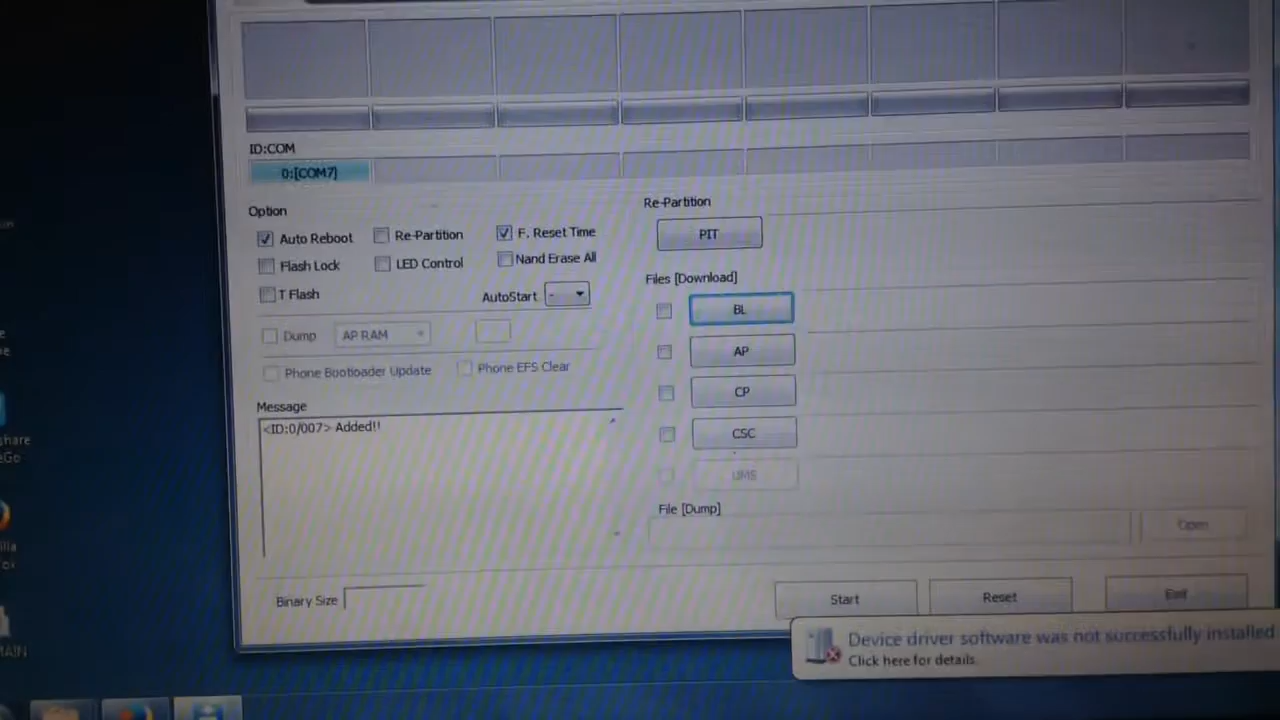 ID:COM
0:[COM7]
Option
Auto Reboot
Re-Partition
F. Reset Time
Flash Lock
LED Control
Nand Erase All
T Flash
AutoStart
-
Dump
AP RAM
Phone Bootloader Update
Phone EFS Clear
Message
<ID:0/007> Added!!
Binary Size
Re-Partition
PIT
Files [Download]
BL
AP
CP
CSC
UMS
File [Dump]
Open
Start
Reset
Exit
Device driver software was not successfully installed
Click here for details.
share